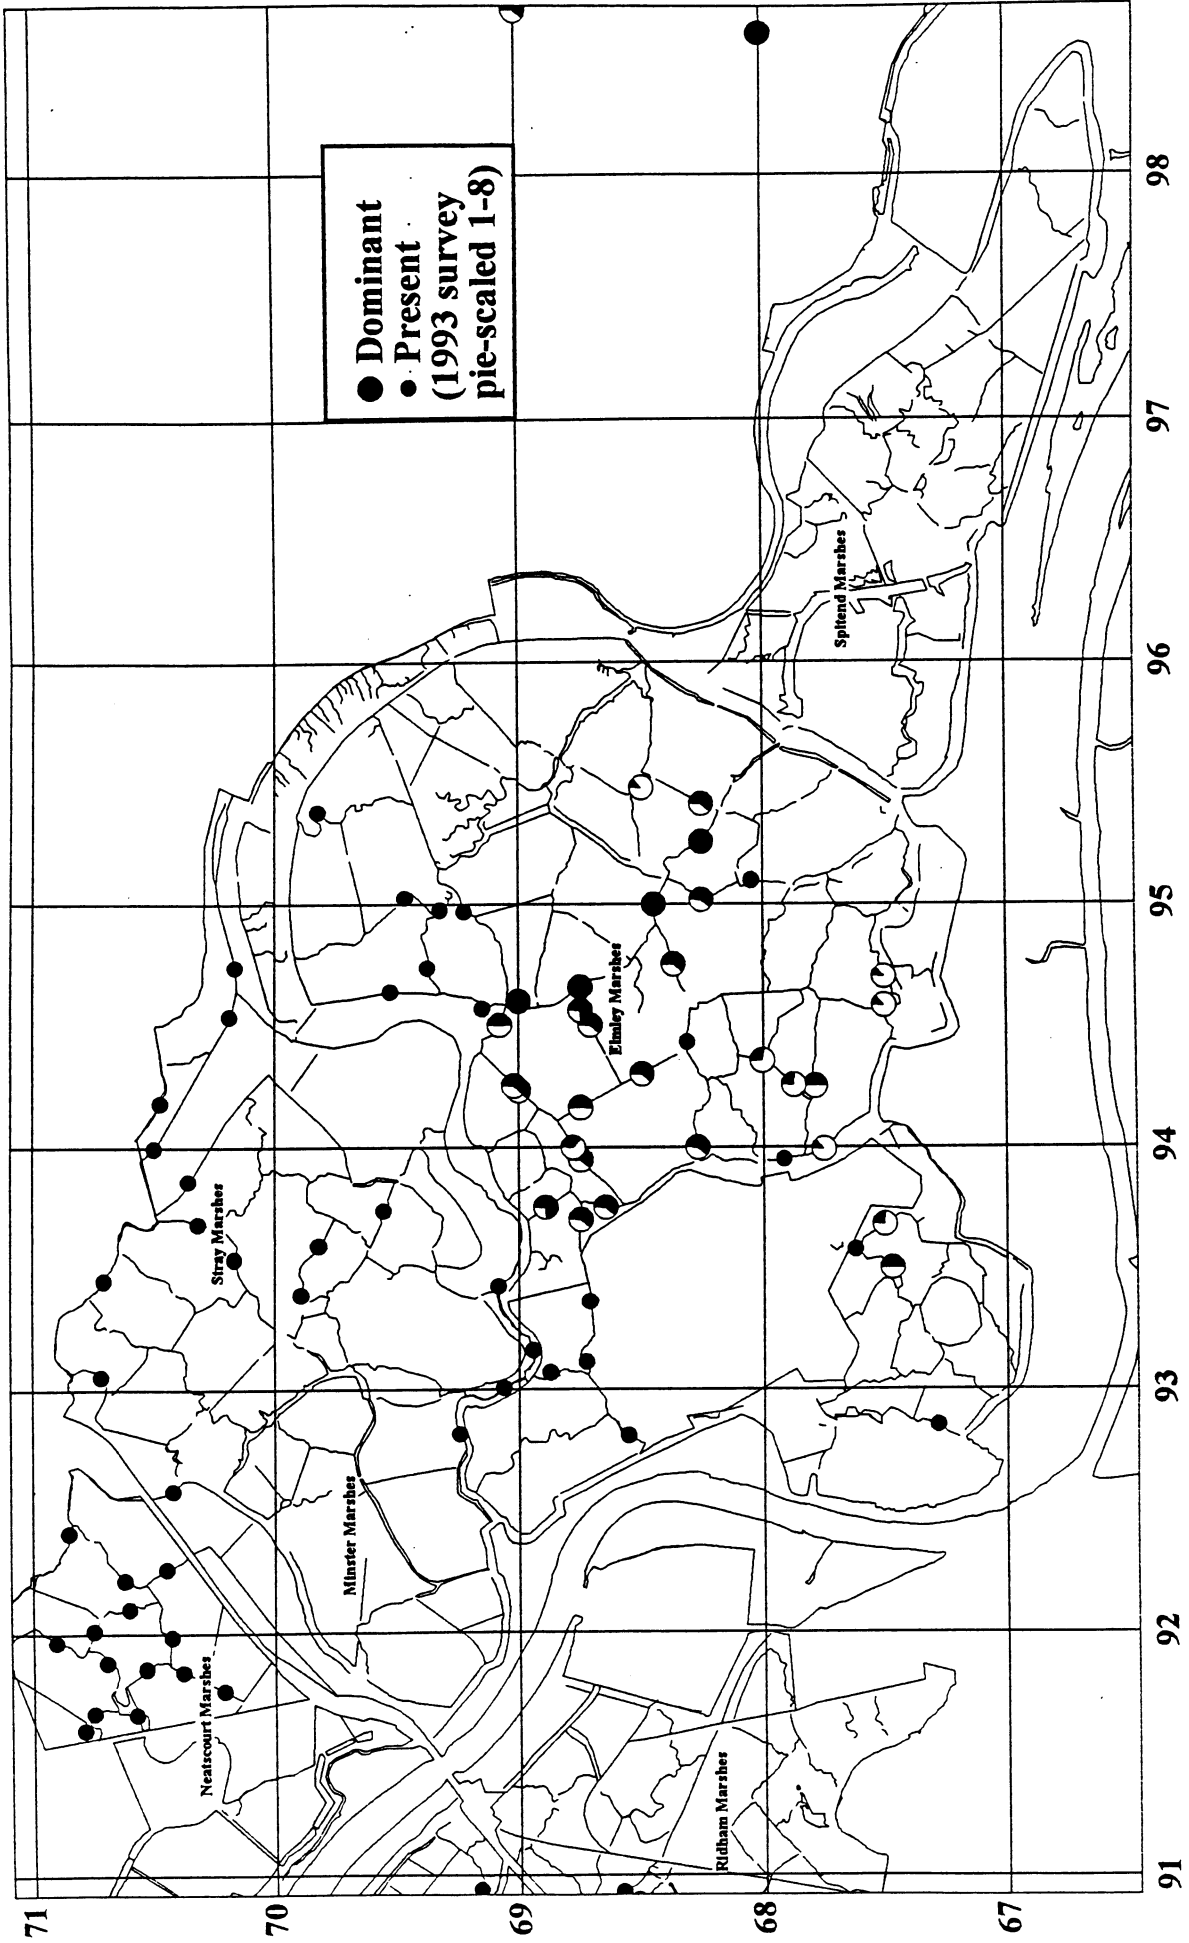 ● Dominant
• Present
(1993 survey
pie-scaled 1-8)
Stray Marshes
Elmley Marshes
Spitend Marshes
Minster Marshes
Neatscourt Marshes
Ridham Marshes
71
70
69
68
67
91
92
93
94
95
96
97
98